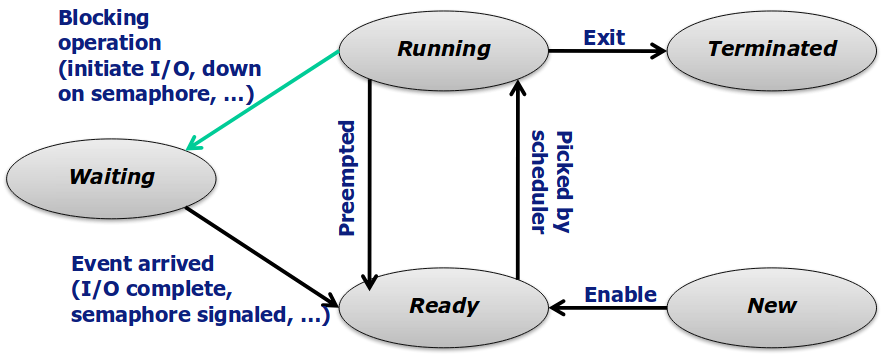 Blocking
operation
(initiate I/O, down
on semaphore, ...)
Running
Exit
Terminated
Preempted
Picked by
scheduler
Waiting
Event arrived
(I/O complete,
semaphore signaled, ...)
Ready
Enable
New